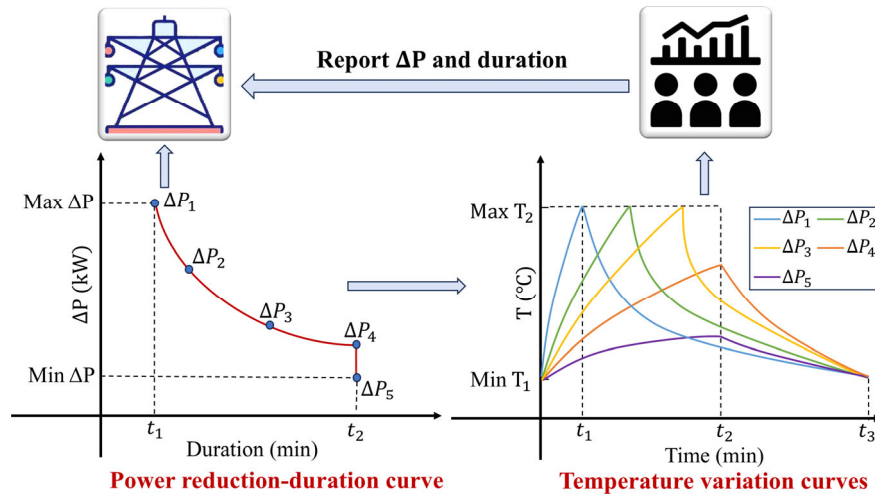 Report ΔP and duration
Max ΔP
ΔP₁
ΔP₂
ΔP₃
ΔP₄
ΔP₅
Min ΔP
ΔP (kW)
t₁
t₂
Duration (min)
Power reduction-duration curve
Max T₂
ΔP₁
ΔP₂
ΔP₃
ΔP₄
ΔP₅
T (°C)
Min T₁
t₁
t₂
t₃
Time (min)
Temperature variation curves